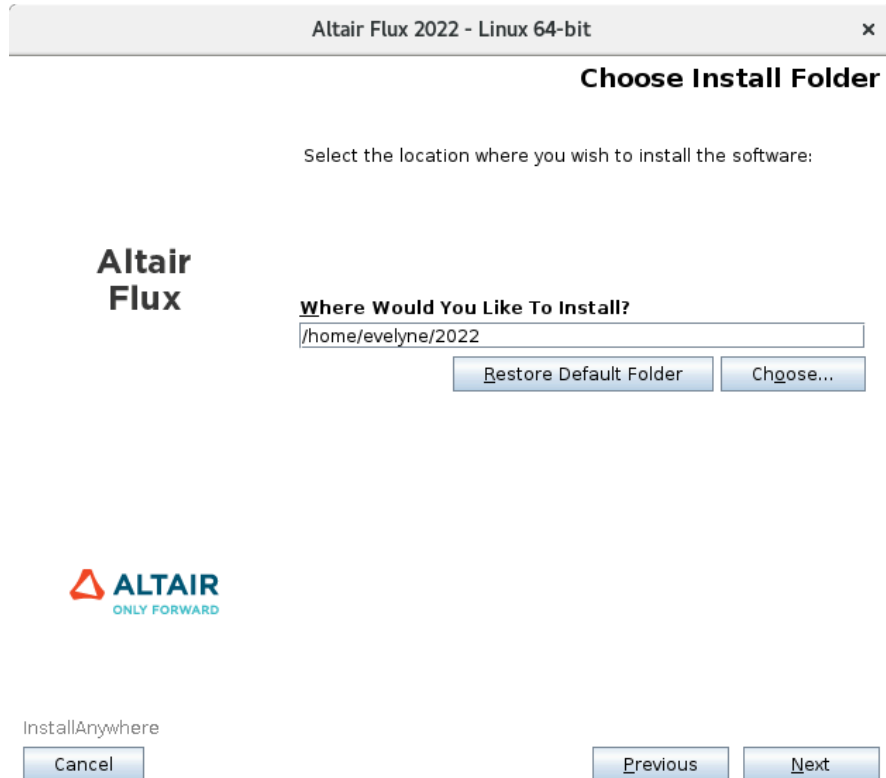 Altair Flux 2022 - Linux 64-bit ×
Choose Install Folder
Select the location where you wish to install the software:
Altair
Flux
Where Would You Like To Install?
/home/evelyne/2022
Restore Default Folder Choose...
ALTAIR
ONLY FORWARD
InstallAnywhere
Cancel Previous Next